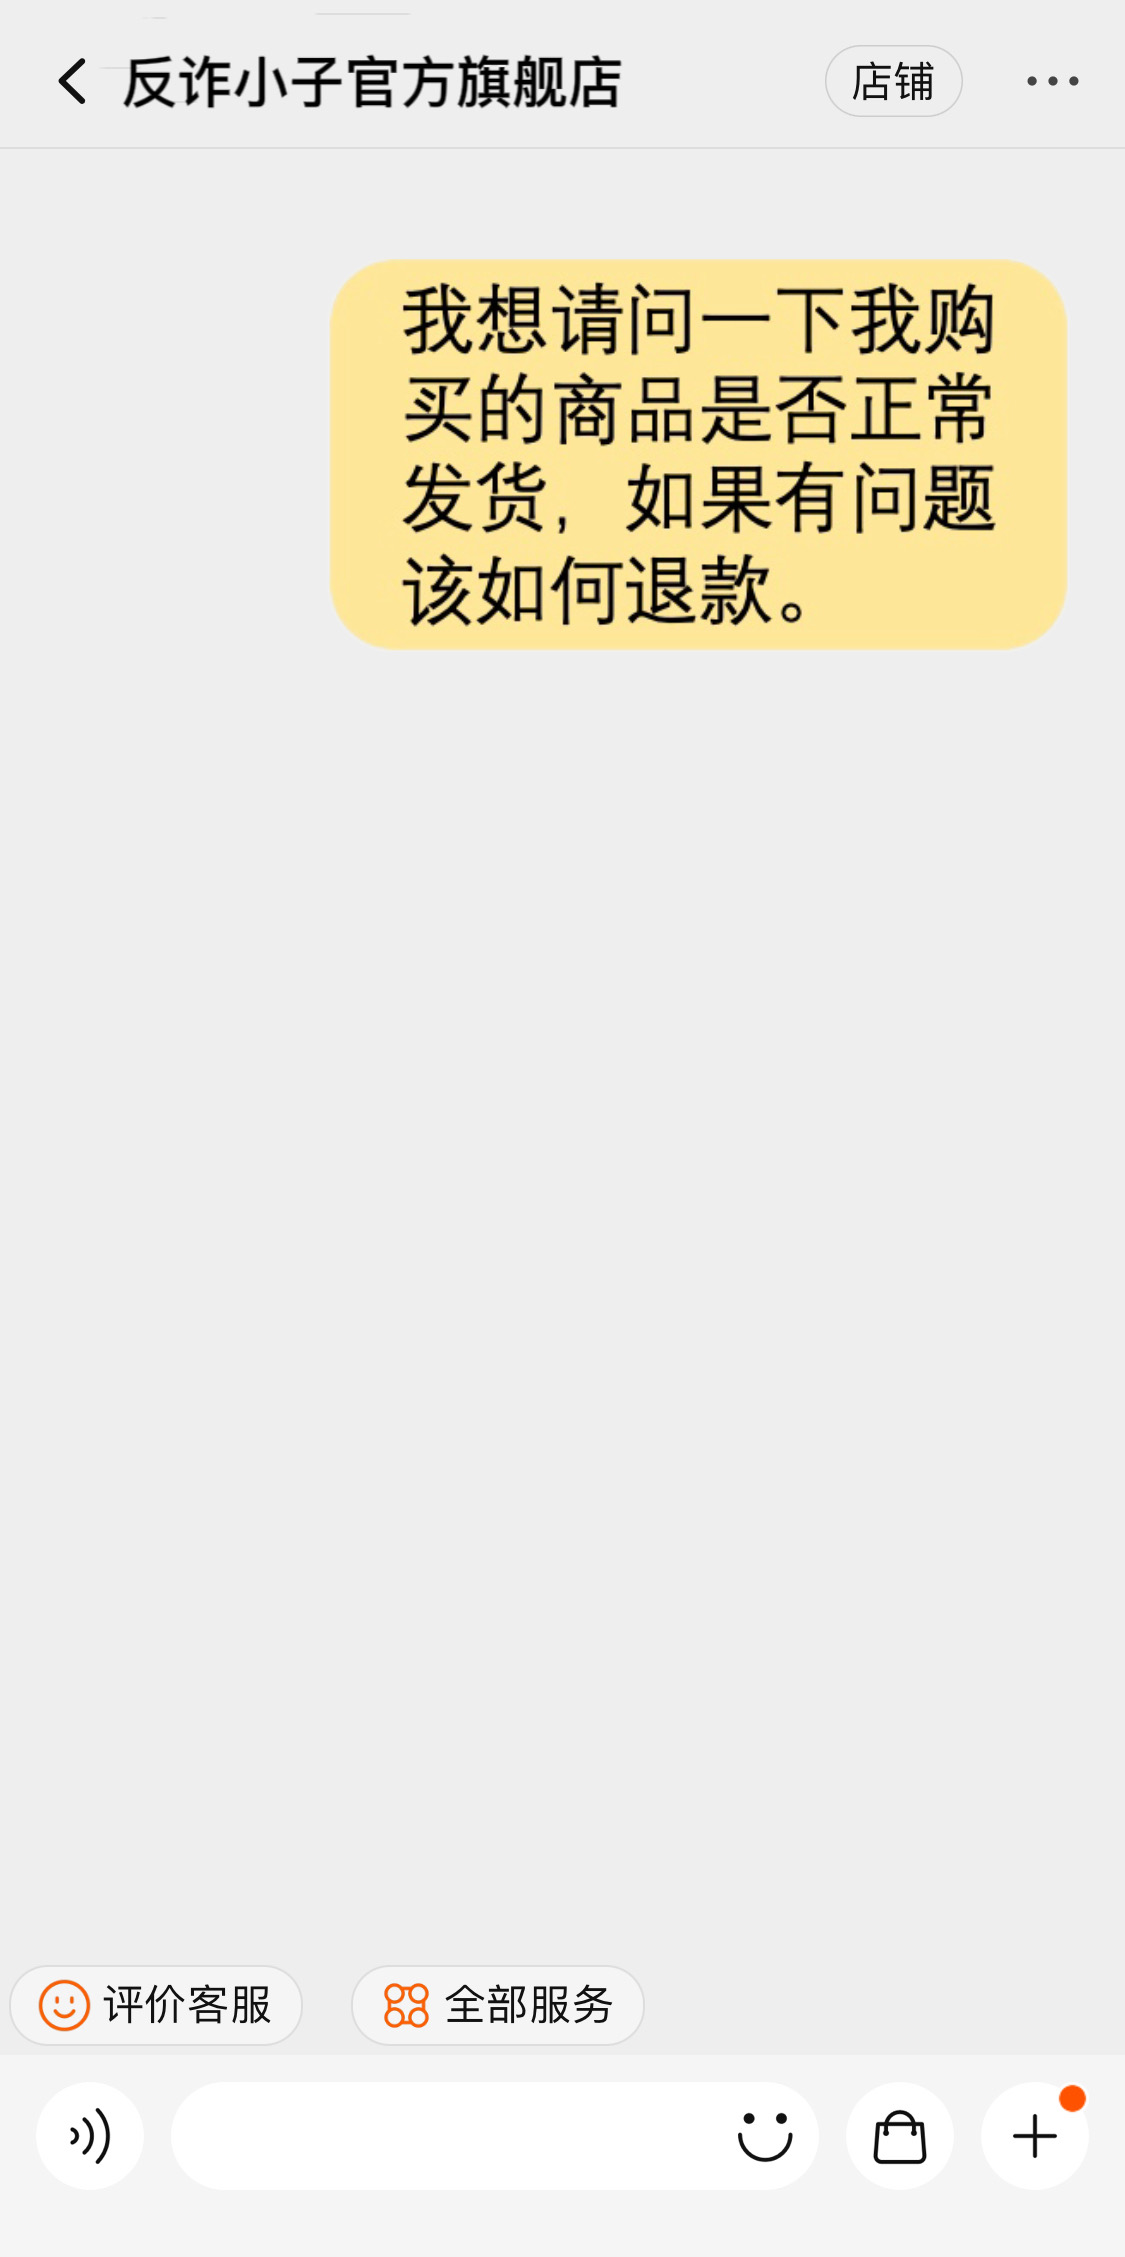 反诈小子官方旗舰店
店铺
我想请问一下我购
买的商品是否正常
发货，如果有问题
该如何退款。
评价客服
全部服务